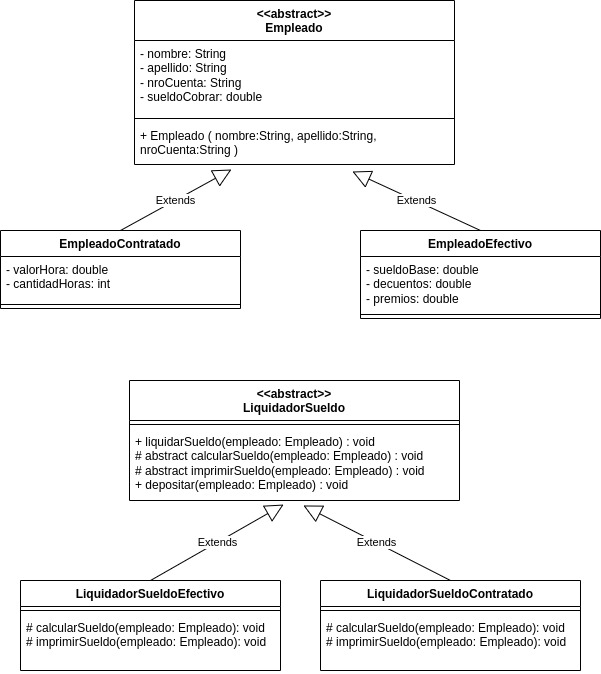 <<abstract>>
Empleado
- nombre: String
- apellido: String
- nroCuenta: String
- sueldoCobrar: double
+ Empleado ( nombre:String, apellido:String,
nroCuenta:String )
Extends
Extends
EmpleadoContratado
- valorHora: double
- cantidadHoras: int
EmpleadoEfectivo
- sueldoBase: double
- decuentos: double
- premios: double
<<abstract>>
LiquidadorSueldo
+ liquidarSueldo(empleado: Empleado) : void
# abstract calcularSueldo(empleado: Empleado) : void
# abstract imprimirSueldo(empleado: Empleado) : void
+ depositar(empleado: Empleado) : void
Extends
Extends
LiquidadorSueldoEfectivo
# calcularSueldo(empleado: Empleado): void
# imprimirSueldo(empleado: Empleado): void
LiquidadorSueldoContratado
# calcularSueldo(empleado: Empleado): void
# imprimirSueldo(empleado: Empleado): void